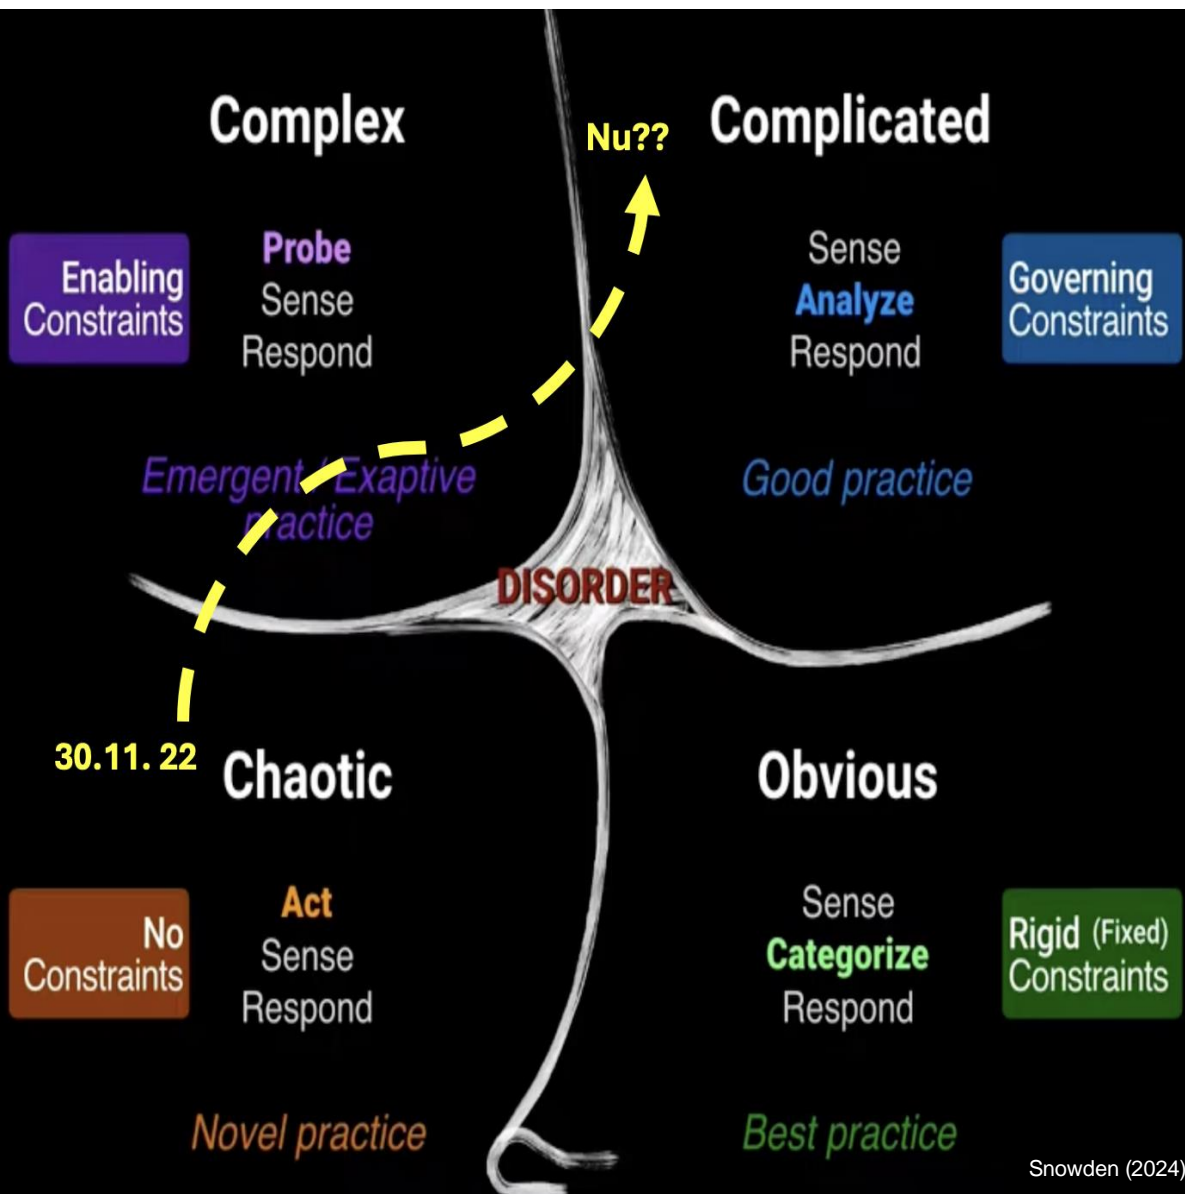 Complex
Nu??
Complicated
Enabling
Constraints
Probe
Sense
Respond
Sense
Analyze
Respond
Governing
Constraints
Emergent / Exaptive
practice
Good practice
DISORDER
30.11. 22
Chaotic
Obvious
No
Constraints
Act
Sense
Respond
Sense
Categorize
Respond
Rigid (Fixed)
Constraints
Novel practice
Best practice
Snowden (2024)